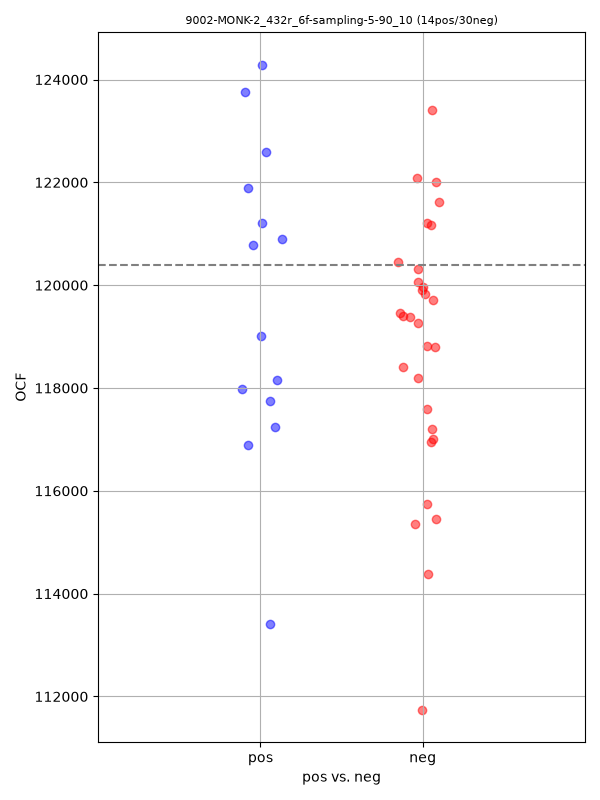 9002-MONK-2_432r_6f-sampling-5-90_10 (14pos/30neg)
124000
122000
120000
118000
116000
114000
112000
OCF
pos
neg
pos vs. neg